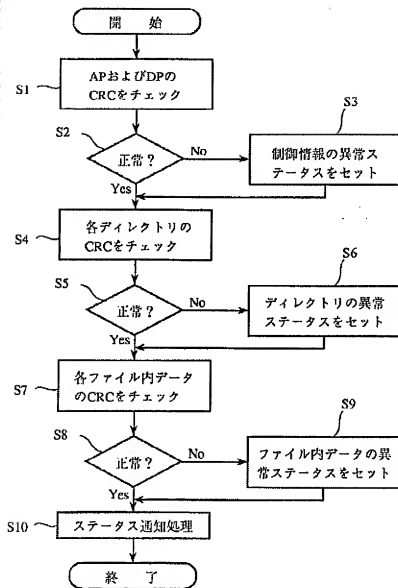 開 始
S1
APおよびDPの
CRCをチェック
S2
正常?
No
Yes
S3
制御情報の異常ス
テータスをセット
S4
各ディレクトリの
CRCをチェック
S5
正常?
No
Yes
S6
ディレクトリの異常
ステータスをセット
S7
各ファイル内データ
のCRCをチェック
S8
正常?
No
Yes
S9
ファイル内データの異
常ステータスをセット
S10
ステータス通知処理
終 了